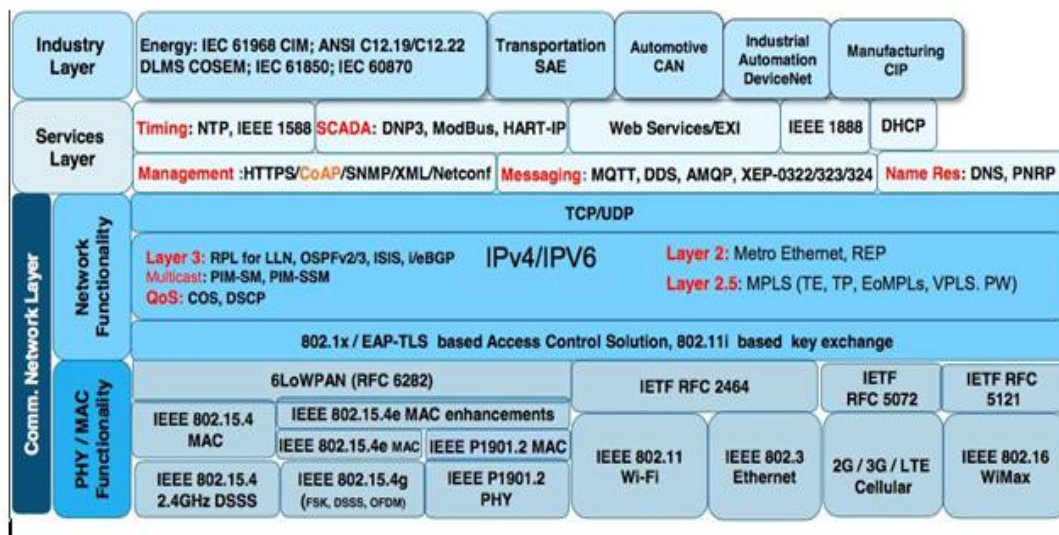 Industry
Layer
Energy: IEC 61968 CIM; ANSI C12.19/C12.22
DLMS COSEM; IEC 61850; IEC 60870
Transportation
SAE
Automotive
CAN
Industrial
Automation
DeviceNet
Manufacturing
CIP
Services
Layer
Timing: NTP, IEEE 1588
SCADA: DNP3, ModBus, HART-IP
Web Services/EXI
IEEE 1888
DHCP
Management :HTTPS/CoAP/SNMP/XML/Netconf
Messaging: MQTT, DDS, AMQP, XEP-0322/323/324
Name Res: DNS, PNRP
Comm. Network Layer
Network
Functionality
TCP/UDP
Layer 3: RPL for LLN, OSPFv2/3, ISIS, i/eBGP
Multicast: PIM-SM, PIM-SSM
QoS: COS, DSCP
IPv4/IPV6
Layer 2: Metro Ethernet, REP
Layer 2.5: MPLS (TE, TP, EoMPLs, VPLS. PW)
802.1x / EAP-TLS based Access Control Solution, 802.11i based key exchange
PHY / MAC
Functionality
6LoWPAN (RFC 6282)
IETF RFC 2464
IETF
RFC 5072
IETF RFC
5121
IEEE 802.15.4
MAC
IEEE 802.15.4e MAC enhancements
IEEE 802.15.4e MAC
IEEE P1901.2 MAC
IEEE 802.11
Wi-Fi
IEEE 802.3
Ethernet
2G / 3G / LTE
Cellular
IEEE 802.16
WiMax
IEEE 802.15.4
2.4GHz DSSS
IEEE 802.15.4g
(FSK, DSSS, OFDM)
IEEE P1901.2
PHY